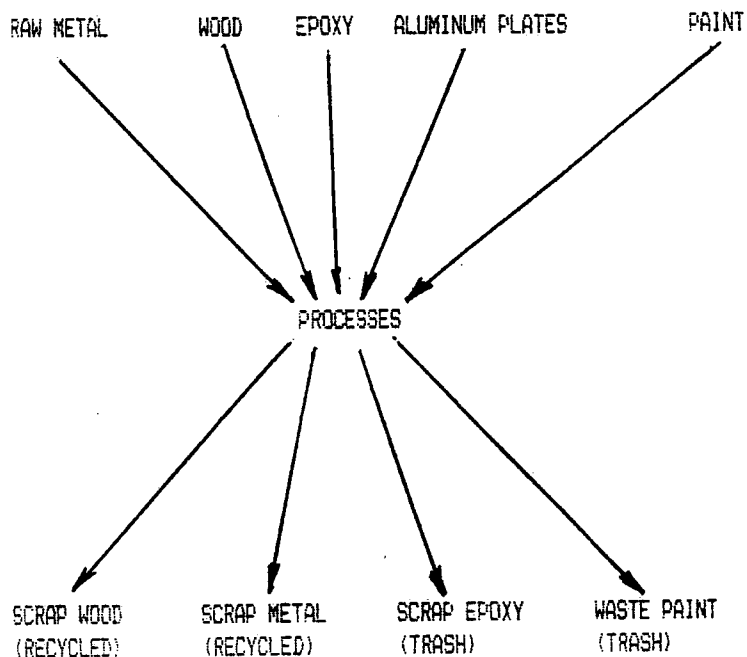 RAW METAL WOOD EPOXY ALUMINUM PLATES PAINT
PROCESSES
SCRAP WOOD SCRAP METAL SCRAP EPOXY WASTE PAINT
(RECYCLED) (RECYCLED) (TRASH) (TRASH)